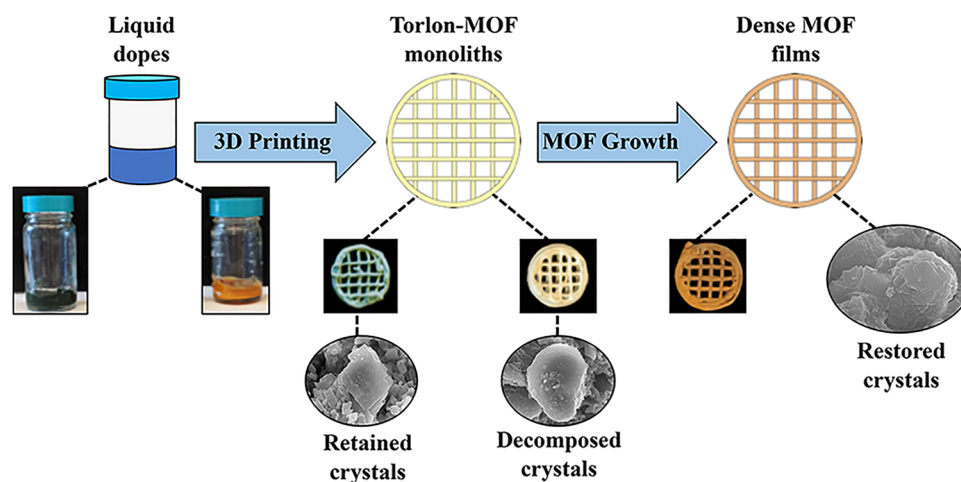 Liquid
dopes
Torlon-MOF
monoliths
Dense MOF
films
3D Printing
MOF Growth
Retained
crystals
Decomposed
crystals
Restored
crystals